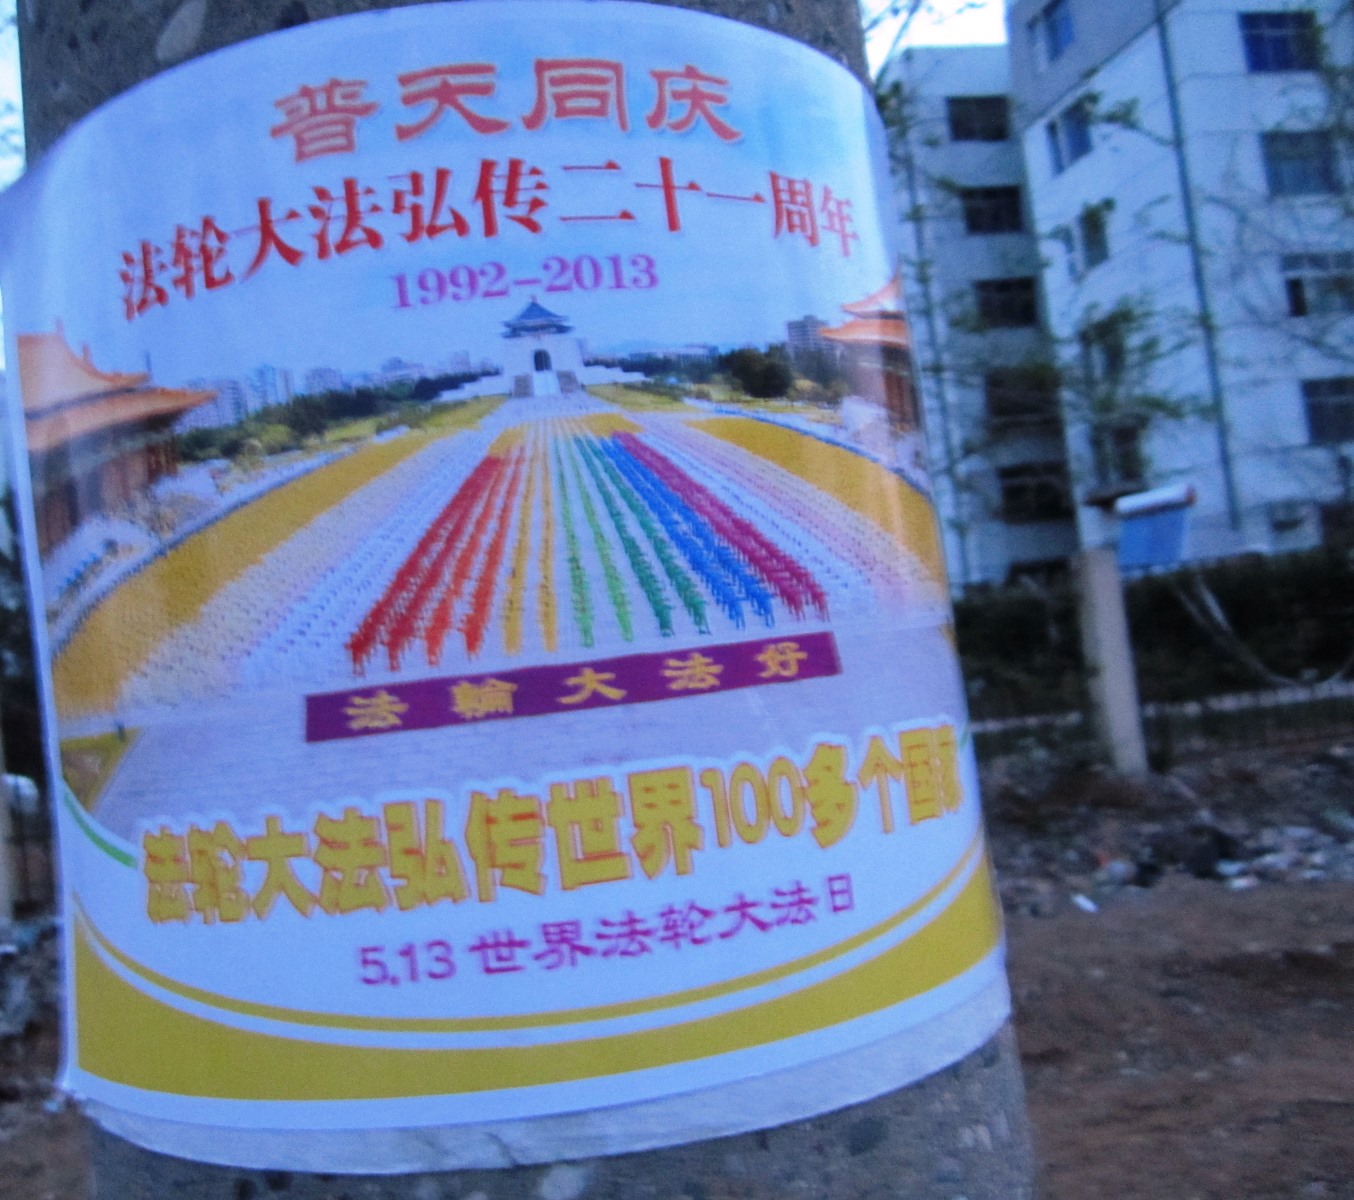 普天同庆
法轮大法弘传二十一周年
1992-2013
法輪大法好
法轮大法弘传世界100多个国家
5.13 世界法轮大法日